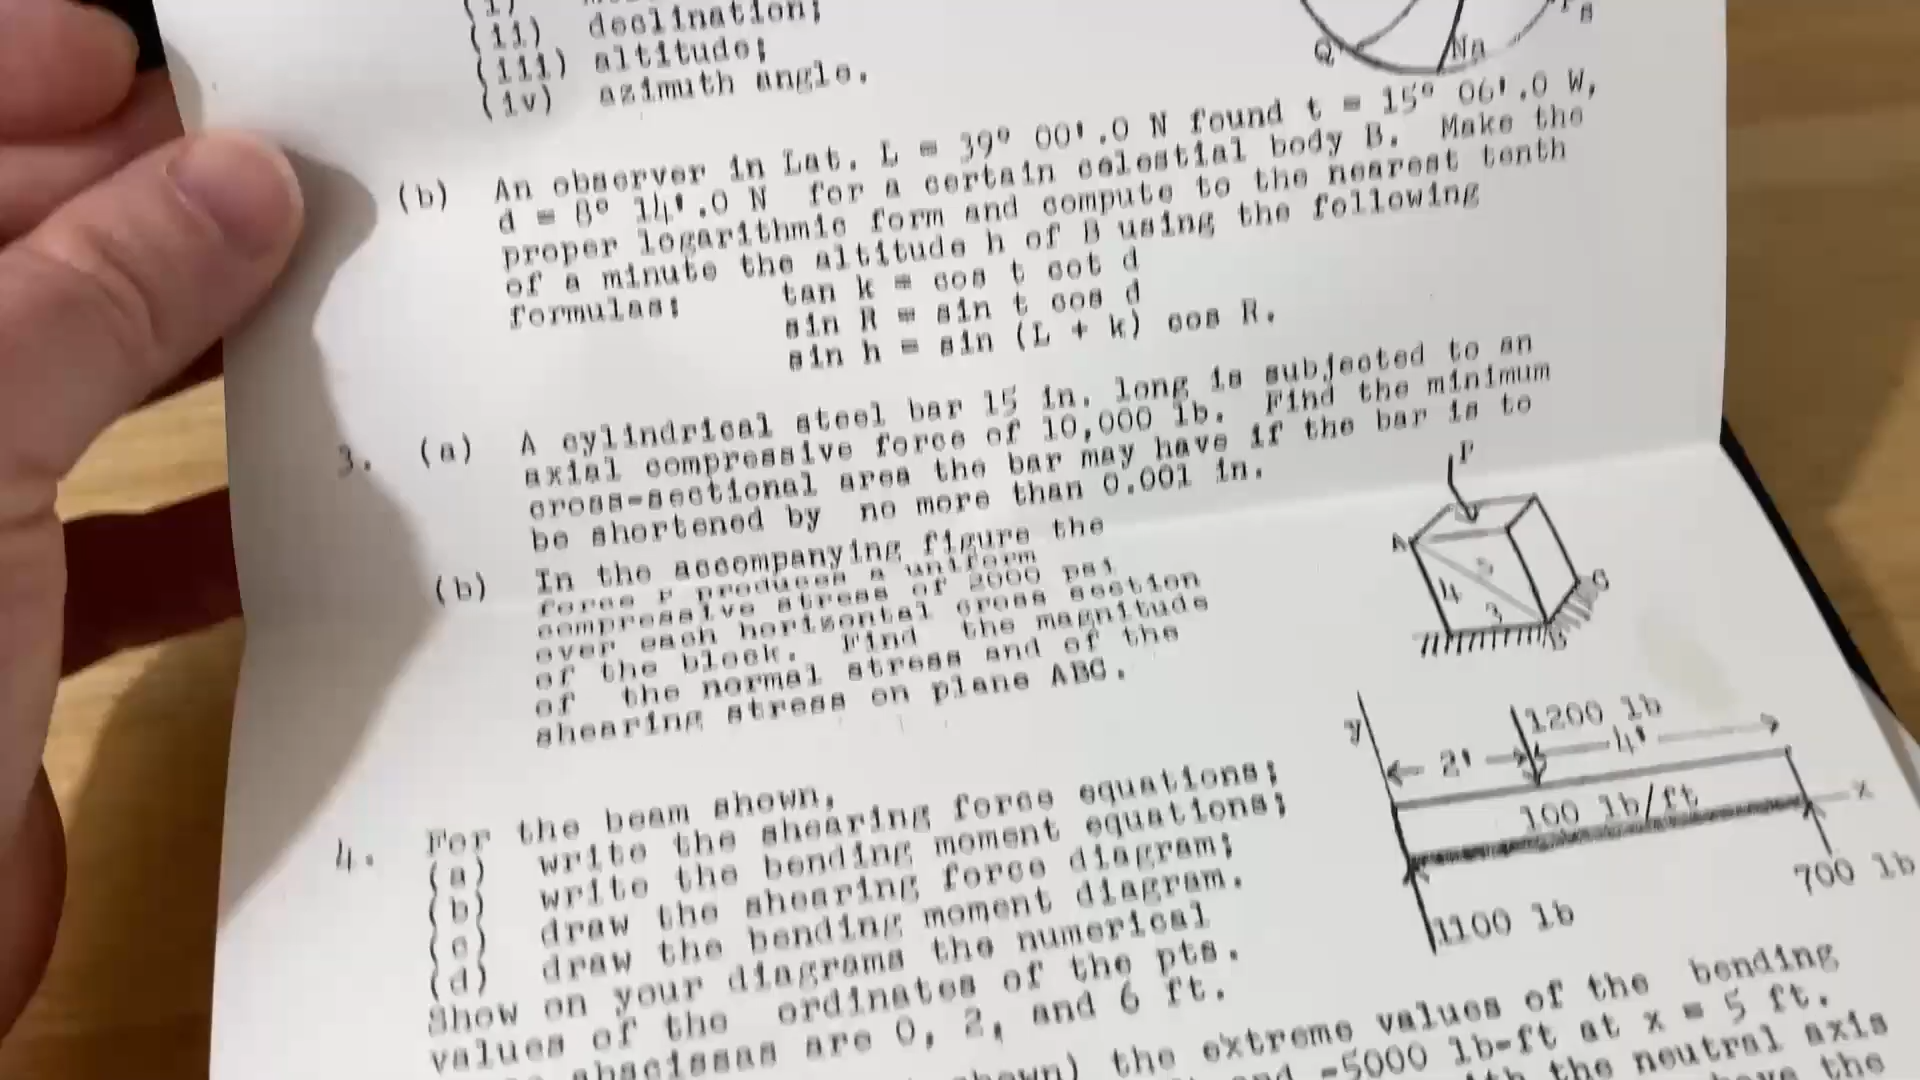 (ii) declination;
(iii) altitude;
(iv) azimuth angle.
Q
Na
(b) An observer in Lat. L = 39° 00'.0 N found t = 15° 06'.0 W,
d = 8° 14'.0 N for a certain celestial body B. Make the
proper logarithmic form and compute to the nearest tenth
of a minute the altitude h of B using the following
formulas:
tan k = cos t cot d
sin R = sin t cos d
sin h = sin (L + k) cos R.
3. (a) A cylindrical steel bar 15 in. long is subjected to an
axial compressive force of 10,000 lb. Find the minimum
cross-sectional area the bar may have if the bar is to
be shortened by no more than 0.001 in.
(b) In the accompanying figure the
force P produces a uniform
compressive stress of 2000 psi
over each horizontal cross section
of the block. Find the magnitude
of the normal stress and of the
shearing stress on plane ABC.
P
A
5
4
3
C
B
4. For the beam shown,
(a) write the shearing force equations;
(b) write the bending moment equations;
(c) draw the shearing force diagram;
(d) draw the bending moment diagram.
Show on your diagrams the numerical
values of the ordinates of the pts.
abscissas are 0, 2, and 6 ft.
y
1200 lb
2'
4'
100 lb/ft
x
700 lb
1100 lb
the extreme values of the bending
-5000 lb-ft at x = 5 ft.
the neutral axis
the